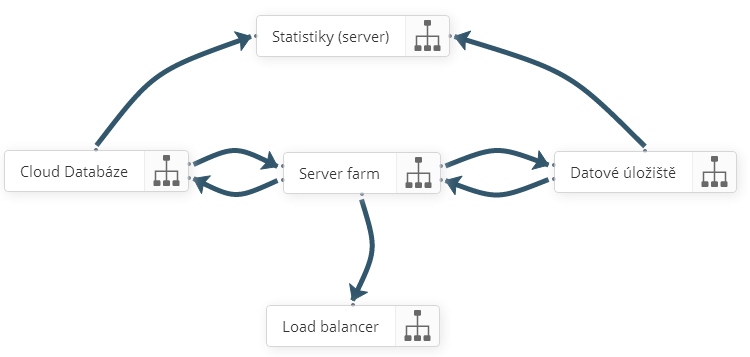 Statistiky (server)
Cloud Databáze
Server farm
Datové úložiště
Load balancer